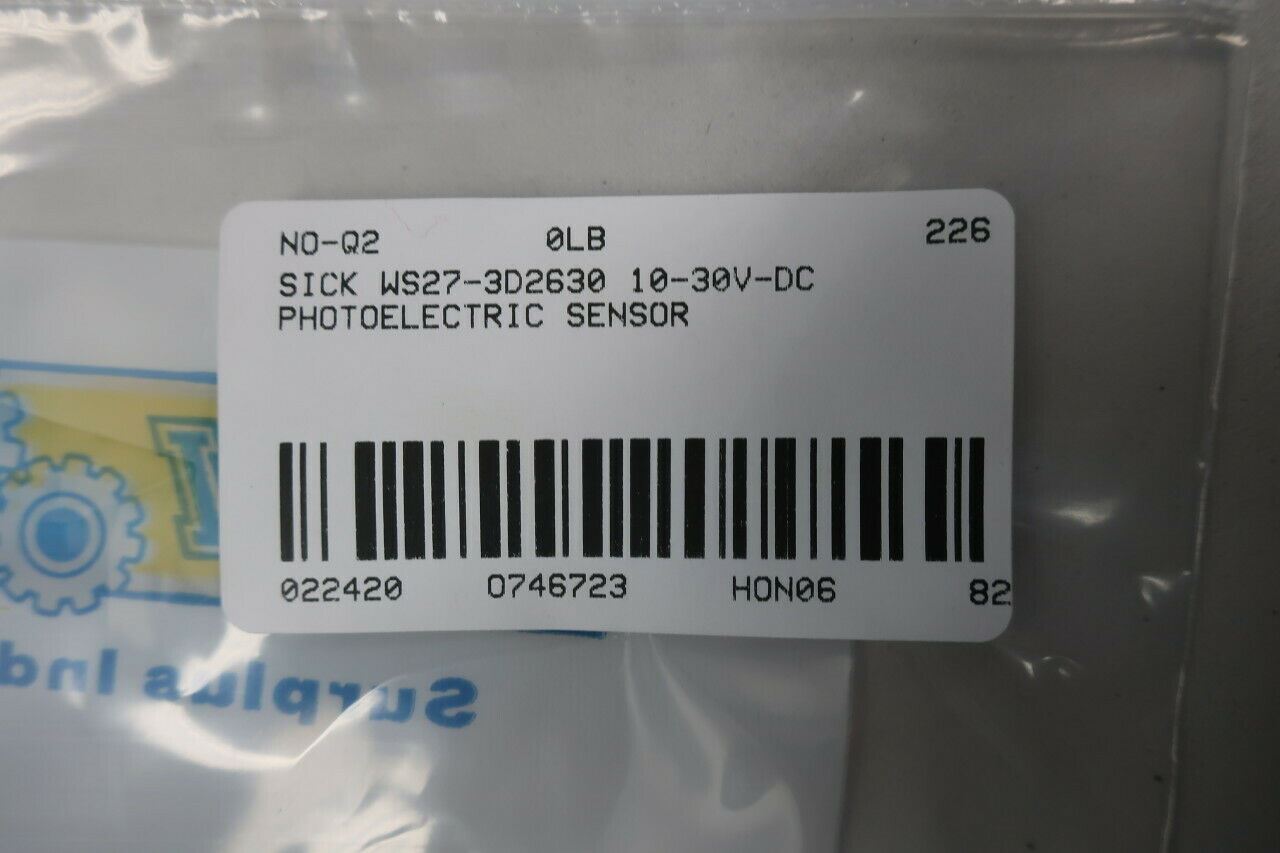 NO-Q2 0LB 226
SICK WS27-3D2630 10-30V-DC
PHOTOELECTRIC SENSOR
022420 0746723 HON06 82
Surplus Ind